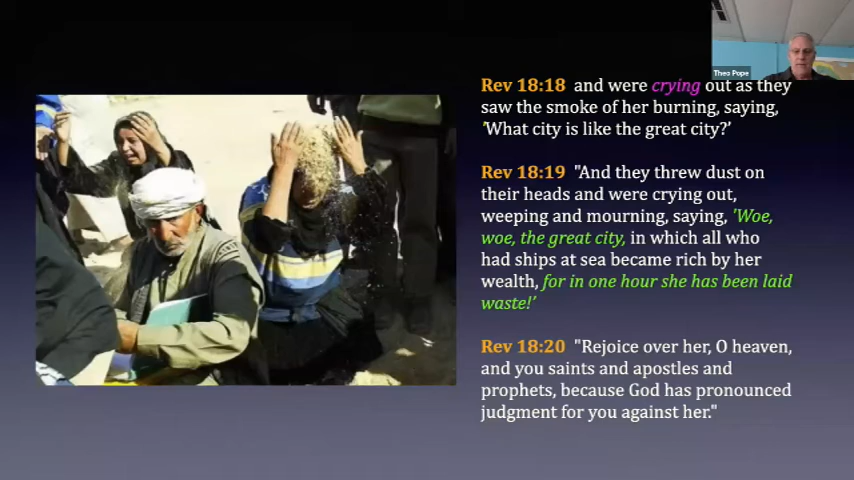 Thea Pope
Rev 18:18 and were crying out as they
saw the smoke of her burning, saying,
'What city is like the great city?'
Rev 18:19 "And they threw dust on
their heads and were crying out,
weeping and mourning, saying, 'Woe,
woe, the great city, in which all who
had ships at sea became rich by her
wealth, for in one hour she has been laid
waste!'
Rev 18:20 "Rejoice over her, O heaven,
and you saints and apostles and
prophets, because God has pronounced
judgment for you against her."